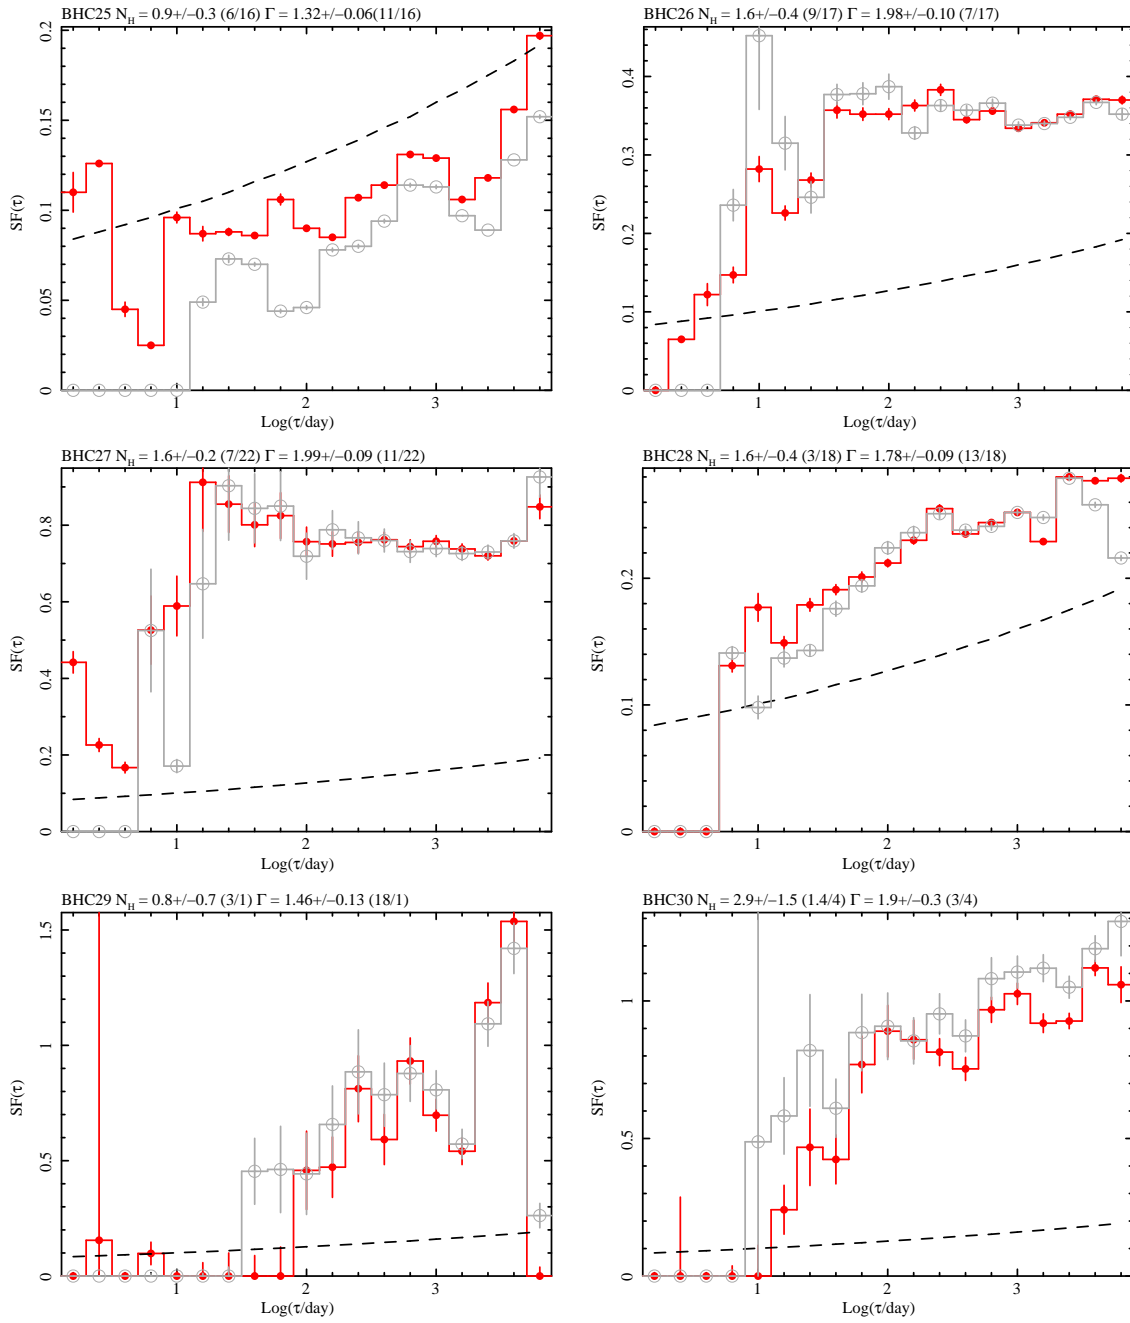 BHC25 N_H = 0.9+/−0.3 (6/16) Γ = 1.32+/−0.06(11/16)
0.2
0.15
0.1
0.05
0
SF(τ)
1 2 3
Log(τ/day)
BHC26 N_H = 1.6+/−0.4 (9/17) Γ = 1.98+/−0.10 (7/17)
0.4
0.3
0.2
0.1
0
SF(τ)
1 2 3
Log(τ/day)
BHC27 N_H = 1.6+/−0.2 (7/22) Γ = 1.99+/−0.09 (11/22)
0.8
0.6
0.4
0.2
0
SF(τ)
1 2 3
Log(τ/day)
BHC28 N_H = 1.6+/−0.4 (3/18) Γ = 1.78+/−0.09 (13/18)
0.2
0.1
0
SF(τ)
1 2 3
Log(τ/day)
BHC29 N_H = 0.8+/−0.7 (3/1) Γ = 1.46+/−0.13 (18/1)
1.5
1
0.5
0
SF(τ)
1 2 3
Log(τ/day)
BHC30 N_H = 2.9+/−1.5 (1.4/4) Γ = 1.9+/−0.3 (3/4)
1
0.5
0
SF(τ)
1 2 3
Log(τ/day)